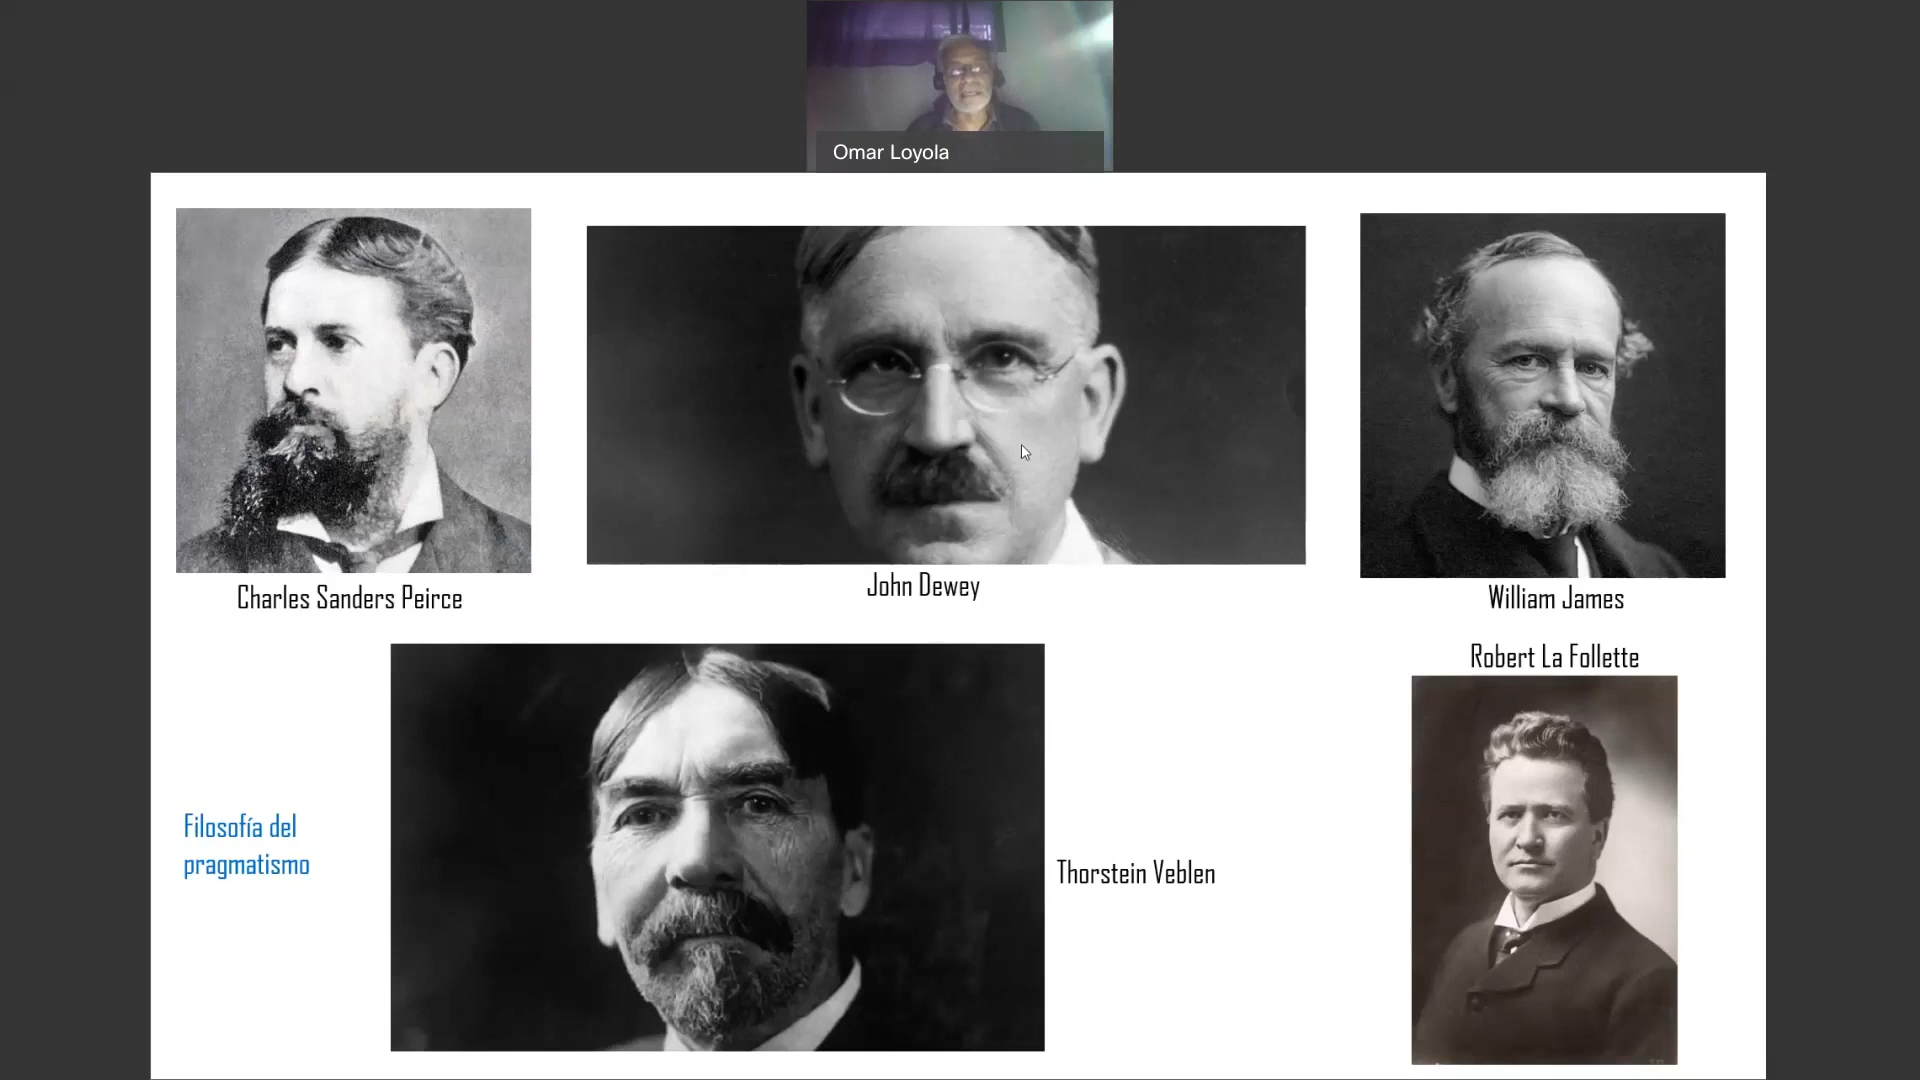 Omar Loyola
Charles Sanders Peirce
John Dewey
William James
Robert La Follette
Filosofía del
pragmatismo
Thorstein Veblen